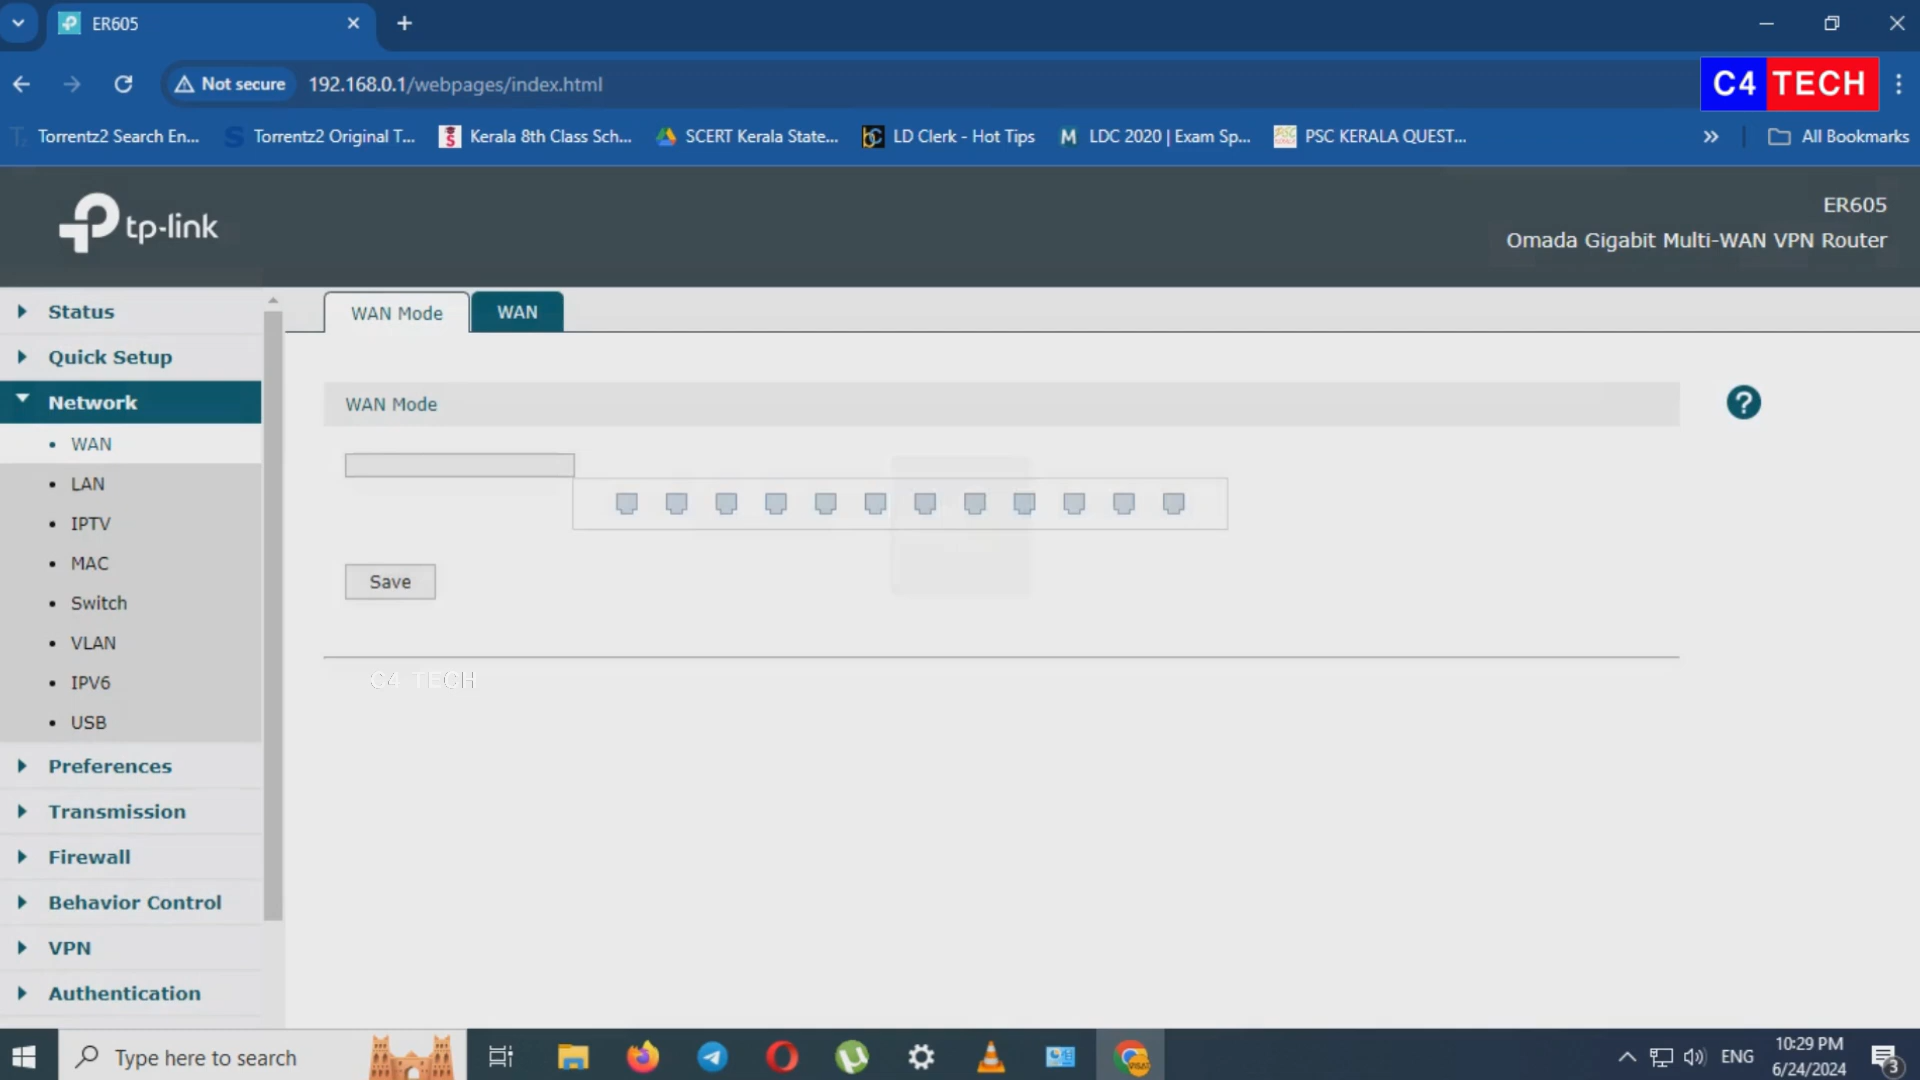 ER605
Not secure 192.168.0.1/webpages/index.html
C4 TECH
Torrentz2 Search En... Torrentz2 Original T... Kerala 8th Class Sch... SCERT Kerala State... LD Clerk - Hot Tips LDC 2020 | Exam Sp... PSC KERALA QUEST... All Bookmarks
tp-link
ER605
Omada Gigabit Multi-WAN VPN Router
Status
Quick Setup
Network
WAN
LAN
IPTV
MAC
Switch
VLAN
IPV6
USB
Preferences
Transmission
Firewall
Behavior Control
VPN
Authentication
WAN Mode WAN
WAN Mode
Save
C4 TECH
Type here to search
ENG
10:29 PM
6/24/2024
3